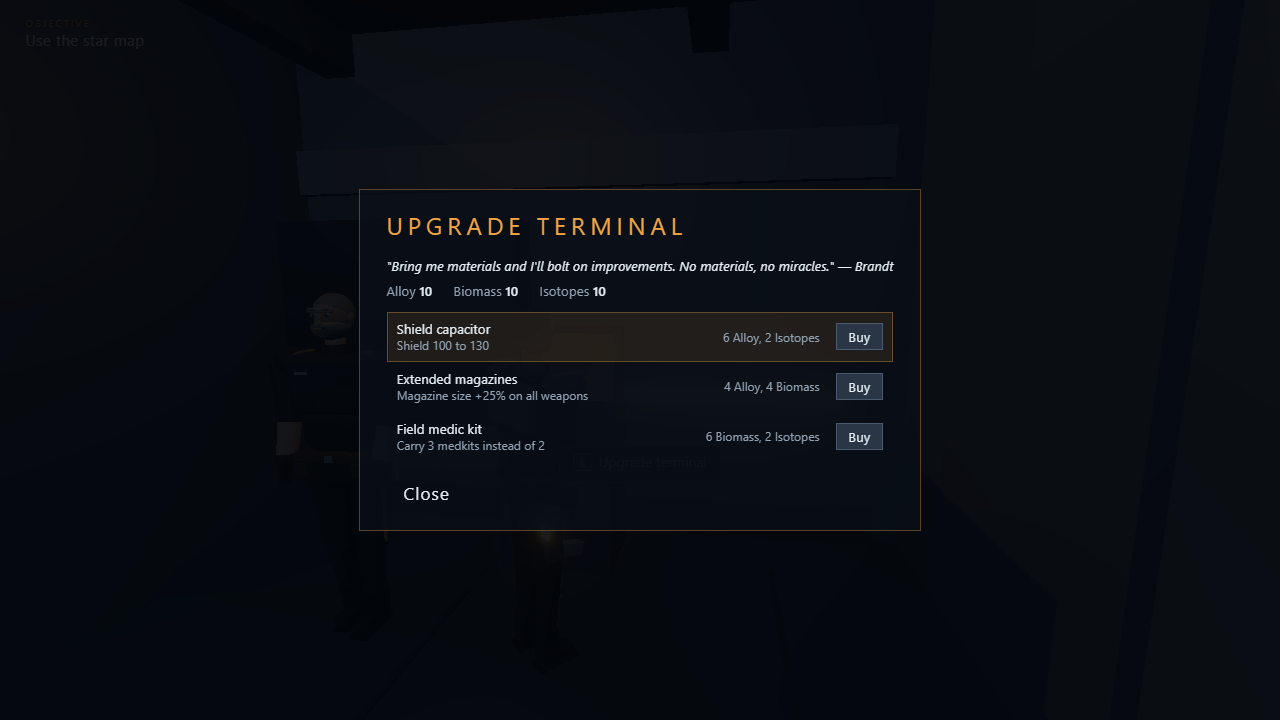 OBJECTIVE
Use the star map
UPGRADE TERMINAL
"Bring me materials and I'll bolt on improvements. No materials, no miracles." — Brandt
Alloy 10 Biomass 10 Isotopes 10
Shield capacitor
Shield 100 to 130
6 Alloy, 2 Isotopes
Buy
Extended magazines
Magazine size +25% on all weapons
4 Alloy, 4 Biomass
Buy
Field medic kit
Carry 3 medkits instead of 2
6 Biomass, 2 Isotopes
Buy
Upgrade terminal
Close